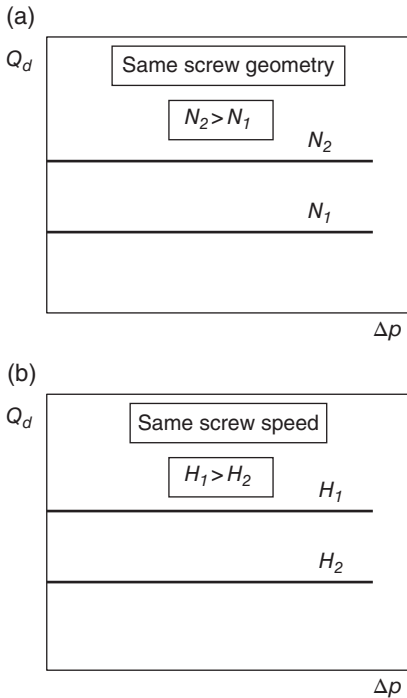 (a)
Q_d
Same screw geometry
N_2 > N_1
N_2
N_1
Δp
(b)
Q_d
Same screw speed
H_1 > H_2
H_1
H_2
Δp